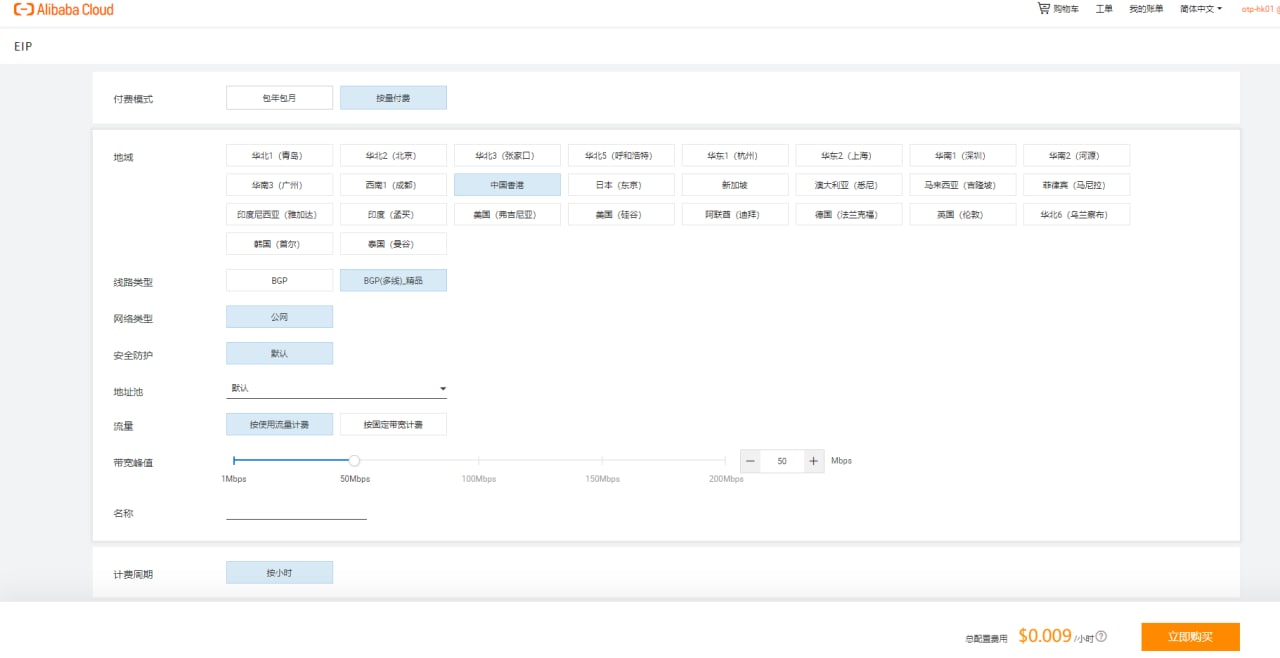 Alibaba Cloud 购物车 工单 我的账单 简体中文 otp-hk01 @
EIP
付费模式 包年包月 按量付费
地域 华北1（青岛） 华北2（北京） 华北3（张家口） 华北5（呼和浩特） 华东1（杭州） 华东2（上海） 华南1（深圳） 华南2（河源）
华南3（广州） 西南1（成都） 中国香港 日本（东京） 新加坡 澳大利亚（悉尼） 马来西亚（吉隆坡） 菲律宾（马尼拉）
印度尼西亚（雅加达） 印度（孟买） 美国（弗吉尼亚） 美国（硅谷） 阿联酋（迪拜） 德国（法兰克福） 英国（伦敦） 华北6（乌兰察布）
韩国（首尔） 泰国（曼谷）
线路类型 BGP BGP(多线)_精品
网络类型 公网
安全防护 默认
地址池 默认
流量 按使用流量计费 按固定带宽计费
带宽峰值 − 50 + Mbps
1Mbps 50Mbps 100Mbps 150Mbps 200Mbps
名称
计费周期 按小时
总配置费用 $0.009 /小时 ? 立即购买